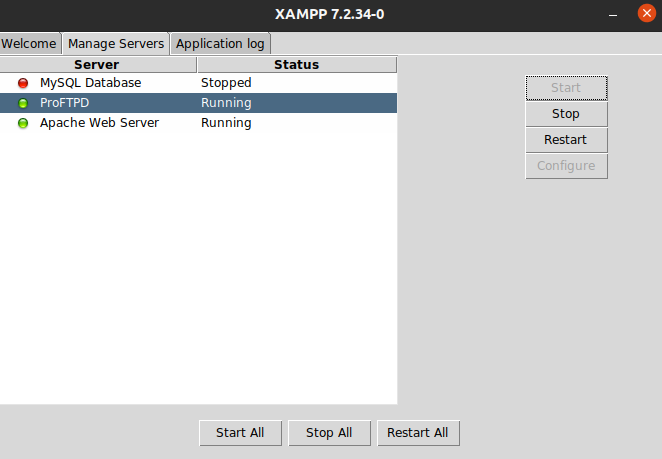 XAMPP 7.2.34-0
Welcome Manage Servers Application log
Server Status
MySQL Database Stopped
ProFTPD Running
Apache Web Server Running
Start
Stop
Restart
Configure
Start All Stop All Restart All